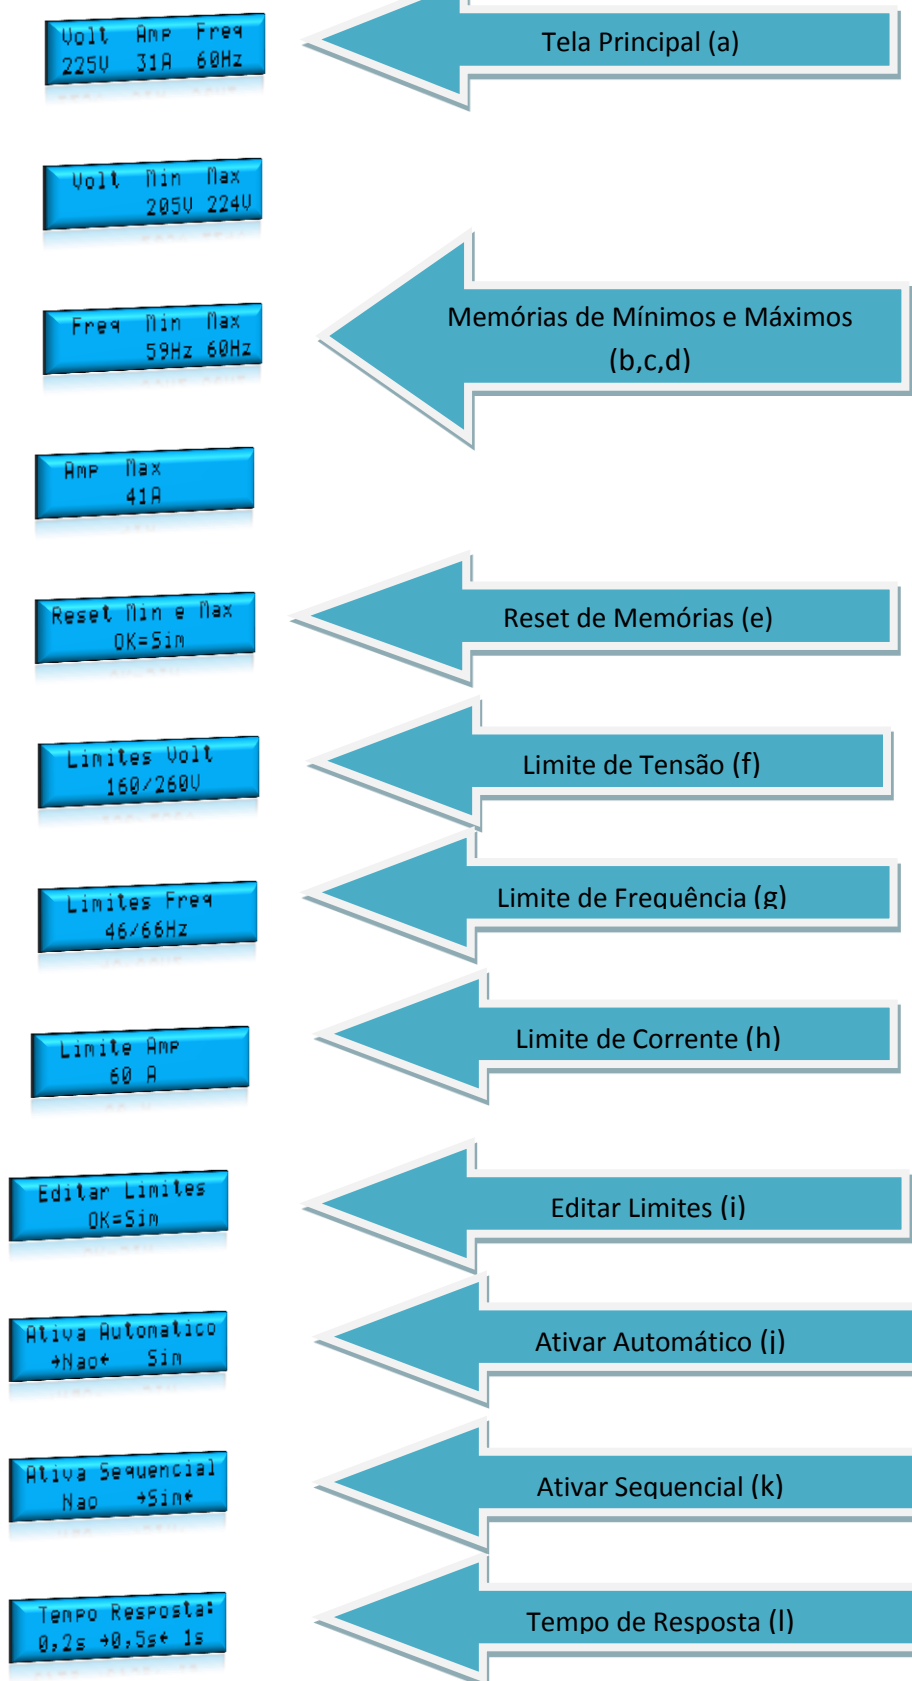 Volt Amp Freq
225V 31A 60Hz
Tela Principal (a)
Volt Min Max
205V 224V
Freq Min Max
59Hz 60Hz
Memórias de Mínimos e Máximos
(b,c,d)
Amp Max
41A
Reset Min e Max
OK=Sim
Reset de Memórias (e)
Limites Volt
160/260V
Limite de Tensão (f)
Limites Freq
46/66Hz
Limite de Frequência (g)
Limite Amp
60 A
Limite de Corrente (h)
Editar Limites
OK=Sim
Editar Limites (i)
Ativa Automatico
→Nao← Sim
Ativar Automático (j)
Ativa Sequencial
Nao →Sim←
Ativar Sequencial (k)
Tempo Resposta:
0,2s →0,5s← 1s
Tempo de Resposta (l)